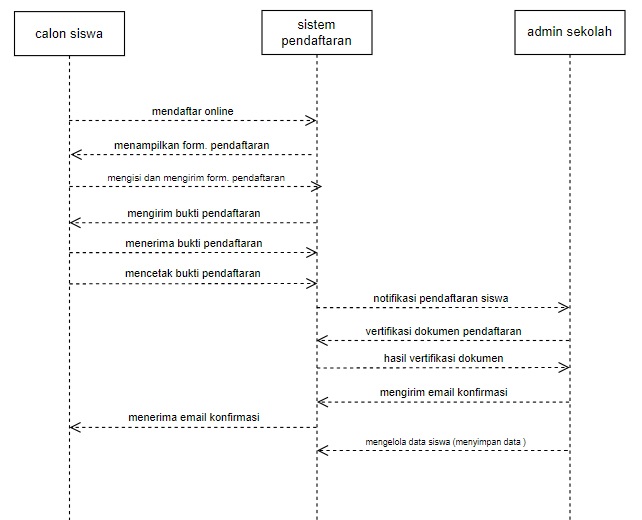 calon siswa
sistem
pendaftaran
admin sekolah
mendaftar online
menampilkan form. pendaftaran
mengisi dan mengirim form. pendaftaran
mengirim bukti pendaftaran
menerima bukti pendaftaran
mencetak bukti pendaftaran
notifikasi pendaftaran siswa
vertifikasi dokumen pendaftaran
hasil vertifikasi dokumen
mengirim email konfirmasi
menerima email konfirmasi
mengelola data siswa (menyimpan data )